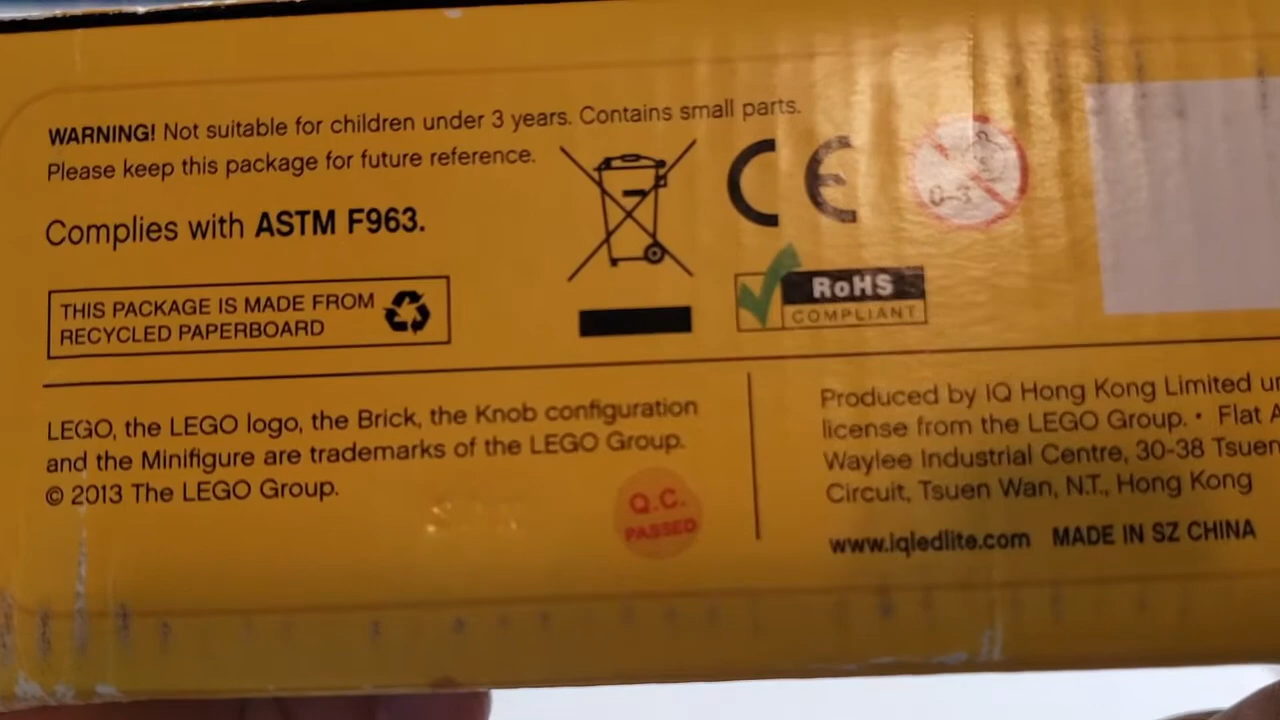 WARNING! Not suitable for children under 3 years. Contains small parts.
Please keep this package for future reference.
Complies with ASTM F963.
CE
0-3
RoHS
COMPLIANT
THIS PACKAGE IS MADE FROM
RECYCLED PAPERBOARD
LEGO, the LEGO logo, the Brick, the Knob configuration
and the Minifigure are trademarks of the LEGO Group.
© 2013 The LEGO Group.
Q.C.
PASSED
Produced by IQ Hong Kong Limited
license from the LEGO Group. • Flat
Waylee Industrial Centre, 30-38 Tsuen
Circuit, Tsuen Wan, N.T., Hong Kong
www.iqledlite.com MADE IN SZ CHINA